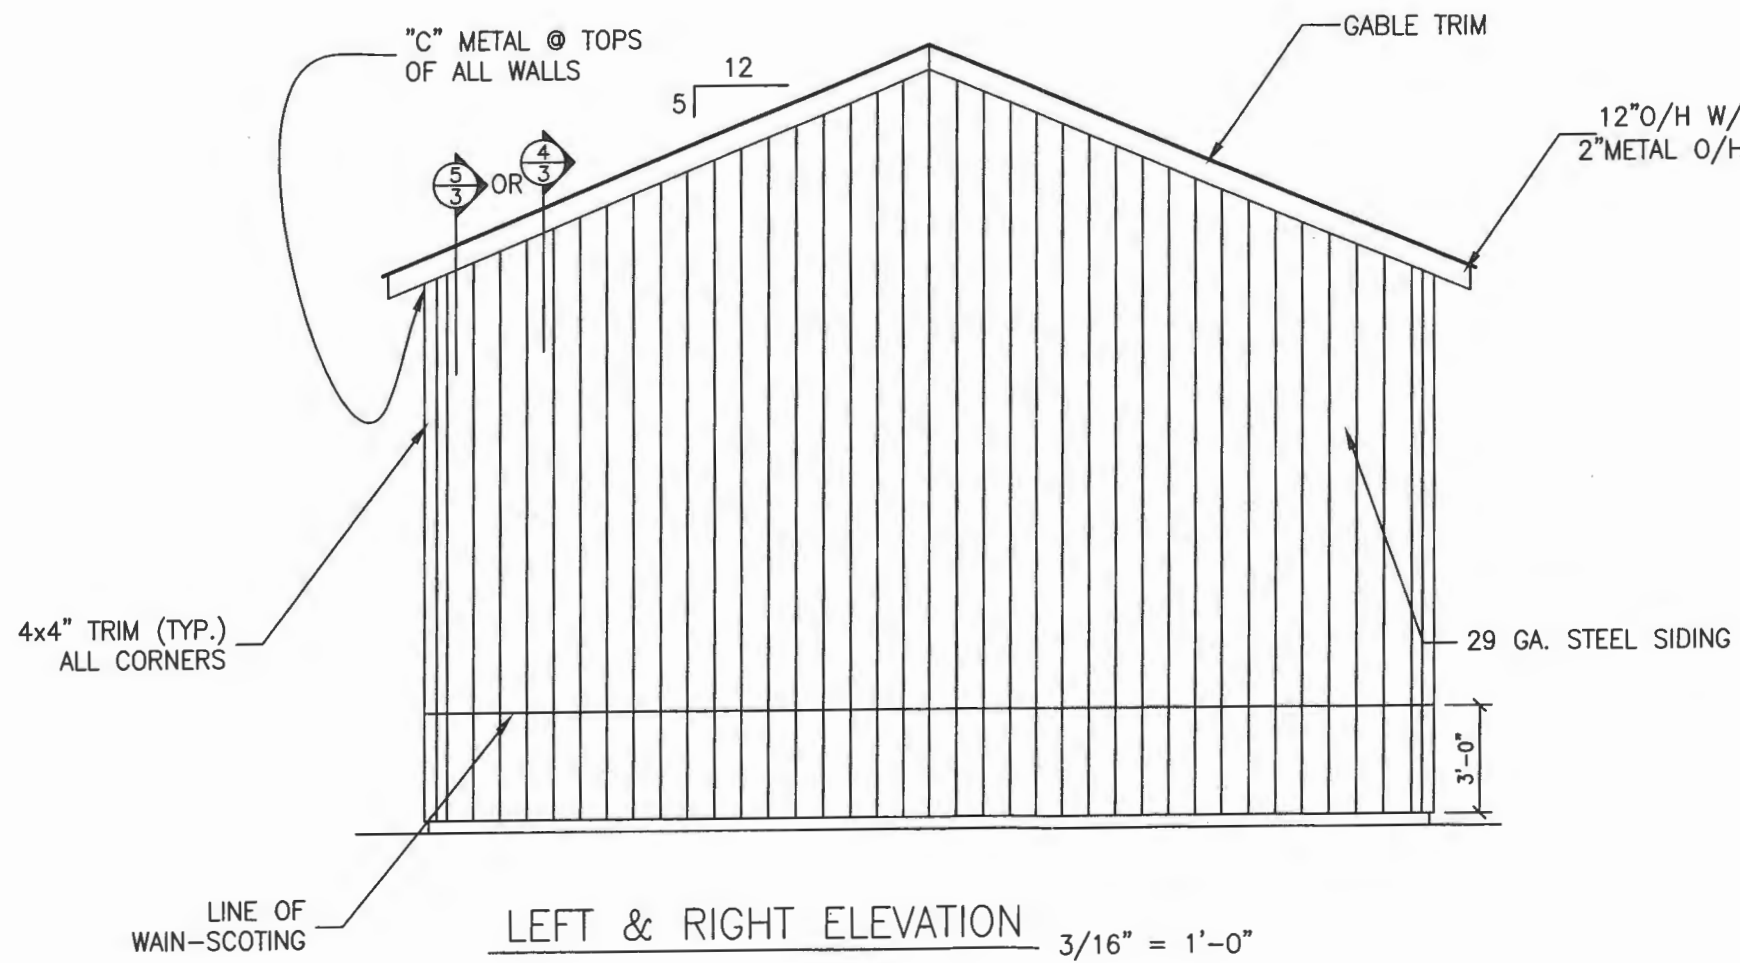 "C" METAL @ TOPS
OF ALL WALLS
12
5
GABLE TRIM
12"O/H W/
2"METAL O/H
5
3
OR
4
3
4x4" TRIM (TYP.)
ALL CORNERS
29 GA. STEEL SIDING
3'-0"
LINE OF
WAIN-SCOTING
LEFT & RIGHT ELEVATION
3/16" = 1'-0"